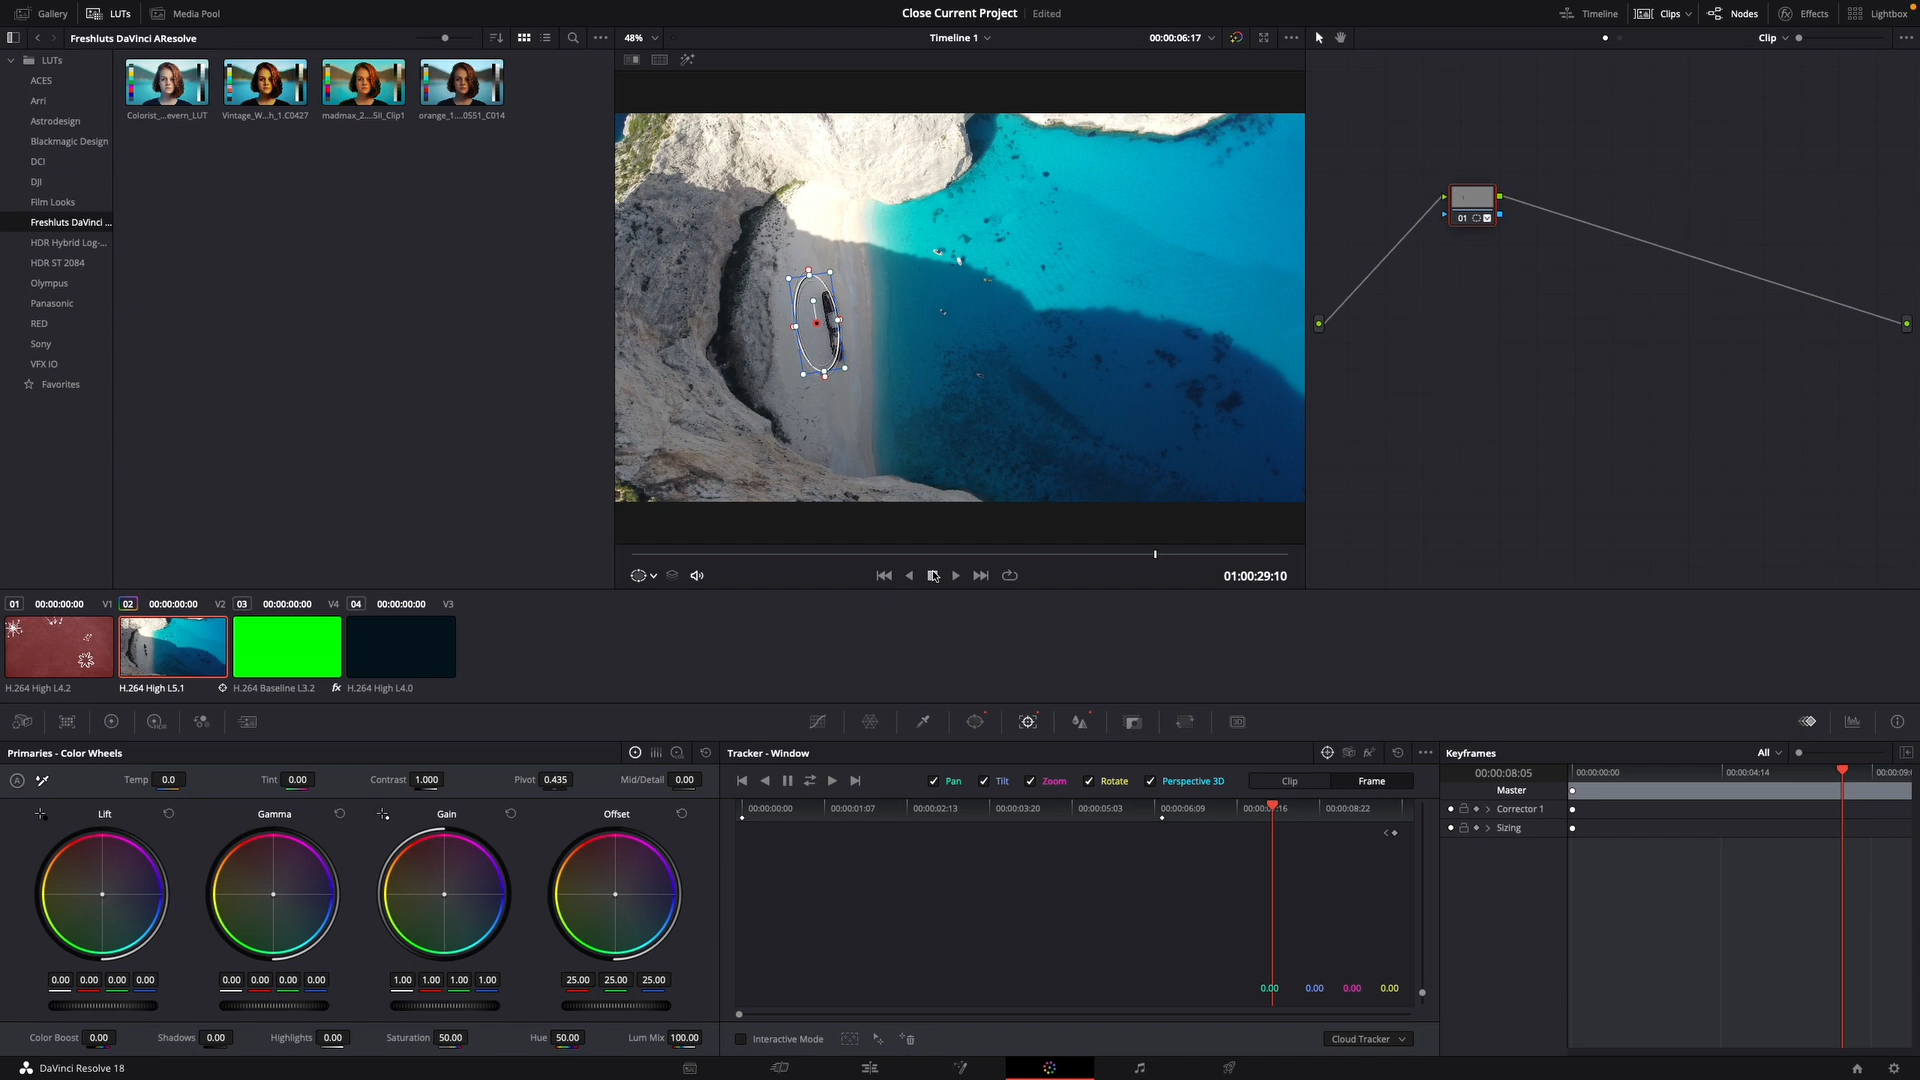 Gallery LUTs Media Pool Close Current Project Edited Timeline Clips Nodes Effects Lightbox
Freshluts DaVinci AResolve 48% Timeline 1 00:00:06:17 Clip
LUTs
ACES
Arri
Astrodesign
Blackmagic Design
DCI
DJI
Film Looks
Freshluts DaVinci ...
HDR Hybrid Log-...
HDR ST 2084
Olympus
Panasonic
RED
Sony
VFX IO
Favorites
Colorist_...evern_LUT Vintage_W...h_1.C0427 madmax_2....5II_Clip1 orange_1....0551_C014
01
01:00:29:10
01 00:00:00:00 V1 02 00:00:00:00 V2 03 00:00:00:00 V4 04 00:00:00:00 V3
H.264 High L4.2 H.264 High L5.1 H.264 Baseline L3.2 fx H.264 High L4.0
HDR
3D
Primaries - Color Wheels
A Temp 0.0 Tint 0.00 Contrast 1.000 Pivot 0.435 Mid/Detail 0.00
Lift Gamma Gain Offset
0.00 0.00 0.00 0.00 0.00 0.00 0.00 0.00 1.00 1.00 1.00 1.00 25.00 25.00 25.00
Color Boost 0.00 Shadows 0.00 Highlights 0.00 Saturation 50.00 Hue 50.00 Lum Mix 100.00
Tracker - Window
Pan Tilt Zoom Rotate Perspective 3D Clip Frame
00:00:00:00 00:00:01:07 00:00:02:13 00:00:03:20 00:00:05:03 00:00:06:09 00:00:08:22
0.00 0.00 0.00 0.00
Interactive Mode Cloud Tracker
Keyframes All
00:00:08:05 00:00:00:00 00:00:04:14
Master
Corrector 1
Sizing
DaVinci Resolve 18